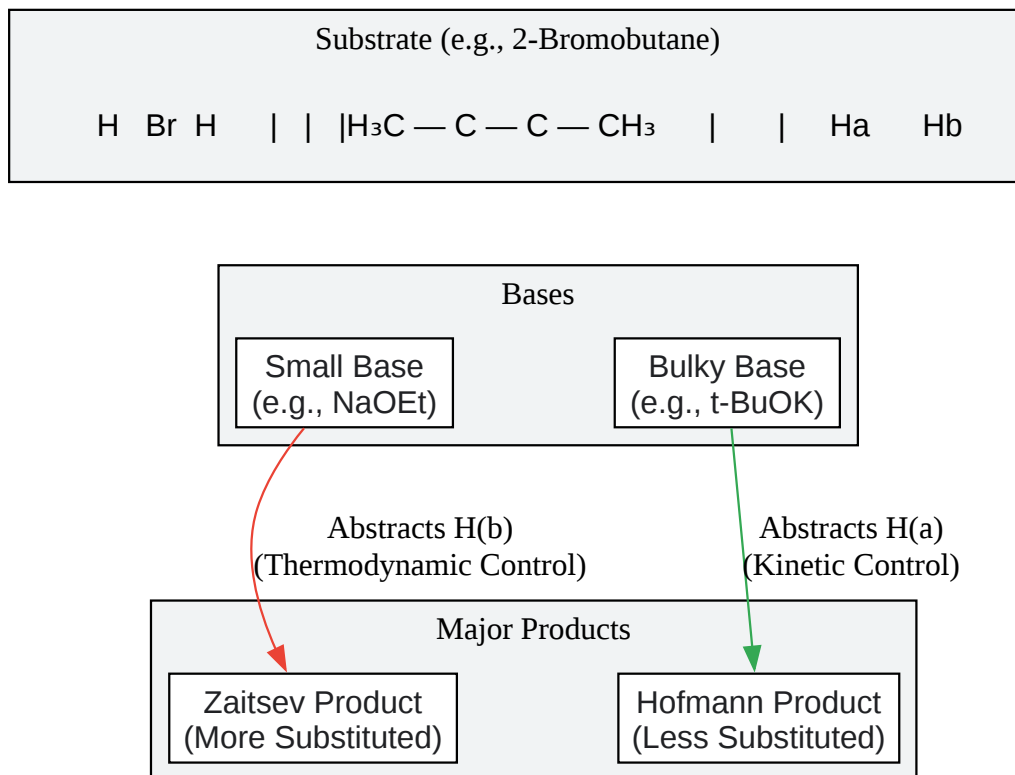 Substrate (e.g., 2-Bromobutane)
H Br H | | |H₃C — C — C — CH₃ | | Ha Hb
Bases
Small Base
(e.g., NaOEt)
Bulky Base
(e.g., t-BuOK)
Abstracts H(b)
(Thermodynamic Control)
Abstracts H(a)
(Kinetic Control)
Major Products
Zaitsev Product
(More Substituted)
Hofmann Product
(Less Substituted)